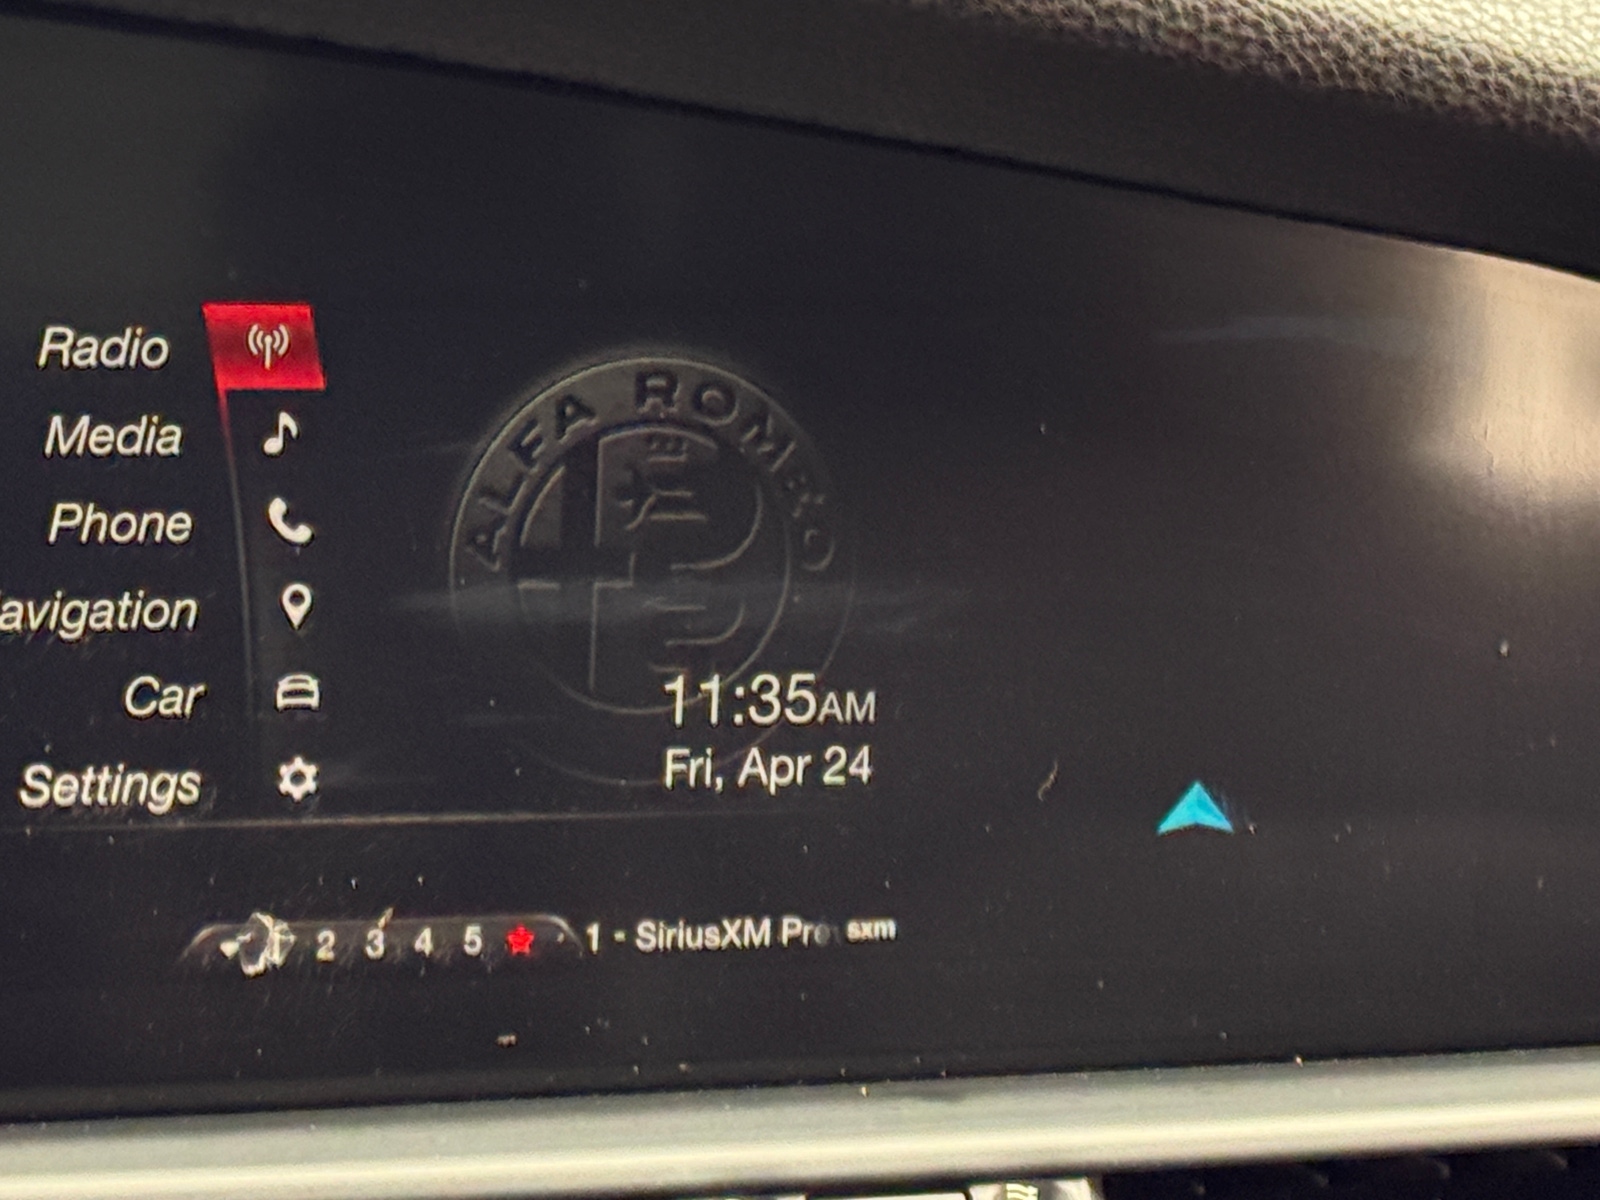 Radio
Media
Phone
avigation
Car
Settings
ALFA ROMEO
11:35AM
Fri, Apr 24
2 3 4 5
1 - SiriusXM Pre sxm